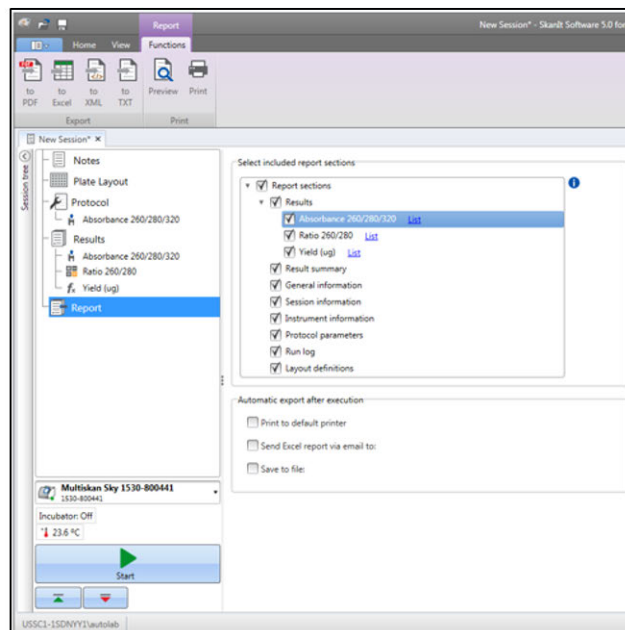 Report
New Session* - SkanIt Software 5.0 for
Home View Functions
to PDF
to Excel
to XML
to TXT
Preview
Print
Export
Print
New Session*
Session tree
Notes
Plate Layout
Protocol
Absorbance 260/280/320
Results
Absorbance 260/280/320
Ratio 260/280
fx Yield (ug)
Report
Multiskan Sky 1530-800441
1530-800441
Incubator: Off
23.6 ºC
Start
Select included report sections
Report sections
Results
Absorbance 260/280/320 List
Ratio 260/280 List
Yield (ug) List
Result summary
General information
Session information
Instrument information
Protocol parameters
Run log
Layout definitions
Automatic export after execution
Print to default printer
Send Excel report via email to:
Save to file:
USSC1-1SDNYY1\autolab